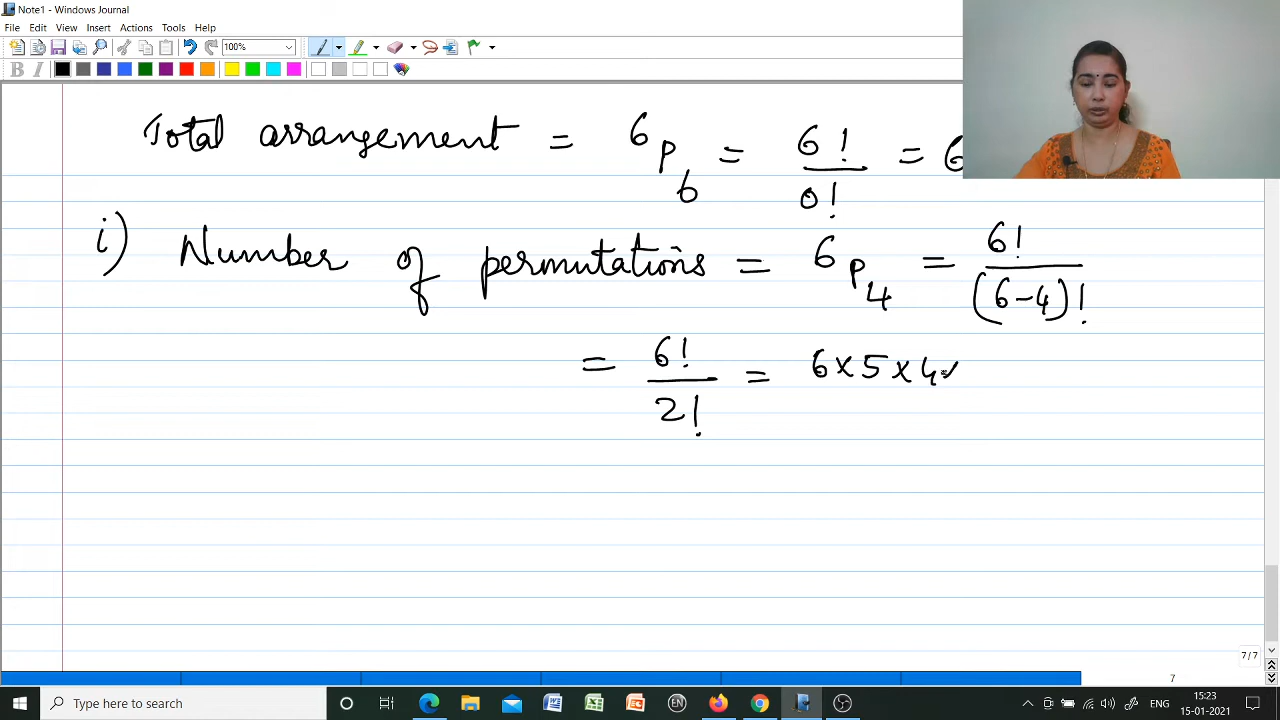 Note1 - Windows Journal
File Edit View Insert Actions Tools Help
100%
B I
Total arrangement = 6P6 = 6!/0! = 6
i) Number of permutations = 6P4 = 6!/(6-4)!
= 6!/2! = 6×5×4×
7/7
7
Type here to search
EN
ENG
15:23
15-01-2021